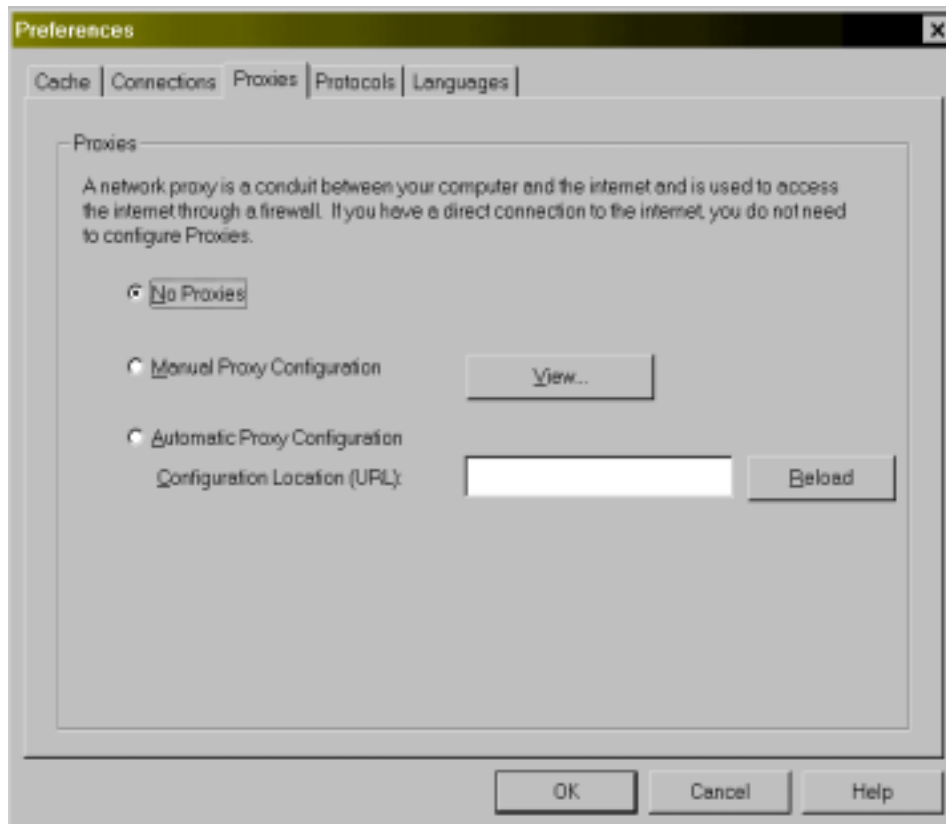 Preferences
Cache Connections Proxies Protocols Languages
Proxies
A network proxy is a conduit between your computer and the internet and is used to access
the internet through a firewall. If you have a direct connection to the internet, you do not need
to configure Proxies.
No Proxies
Manual Proxy Configuration View...
Automatic Proxy Configuration
Configuration Location (URL): Reload
OK Cancel Help